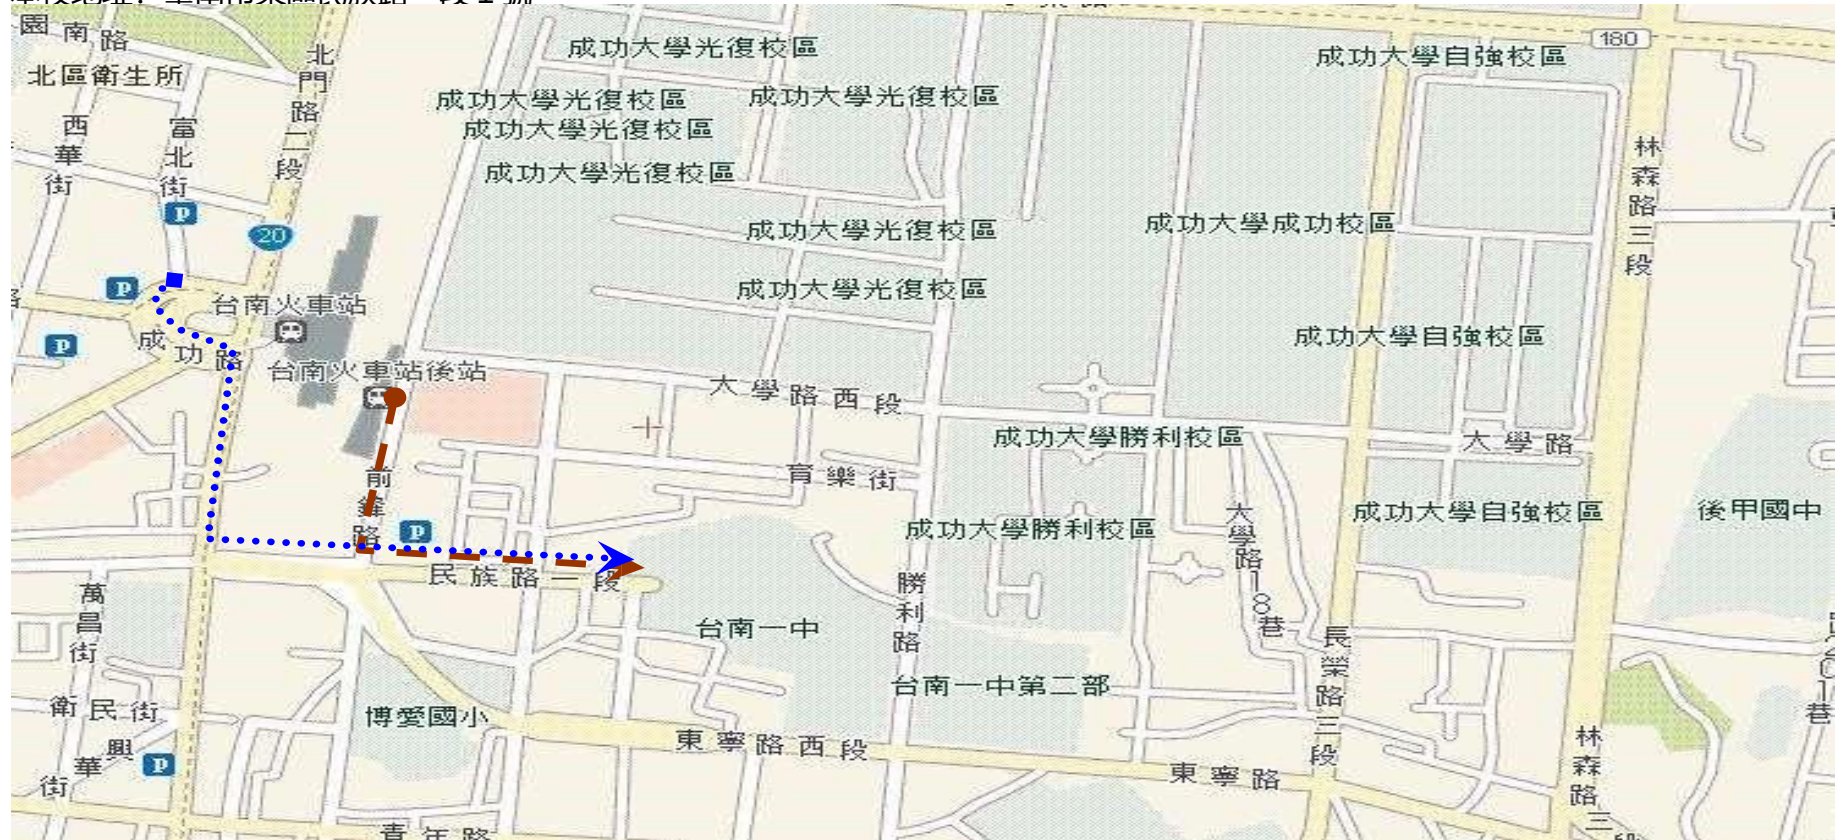 園南路
北門路二段
成功大學光復校區
成功大學自強校區
180
北區衛生所
成功大學光復校區
成功大學光復校區
成功大學光復校區
西華街
富北街
林森路三段
成功大學光復校區
P
20
成功大學光復校區
成功大學成功校區
P
台南火車站
成功大學光復校區
成功路
P
成功大學自強校區
台南火車站後站
大學路西段
成功大學勝利校區
大學路
前鋒路
育樂街
P
成功大學勝利校區
大學路18巷
成功大學自強校區
後甲國中
民族路一段
萬昌街
勝利路
台南一中
長榮路三段
台南一中第二部
衛民街
博愛國小
東寧路西段
林森路三段
P
興華街
東寧路
青年路